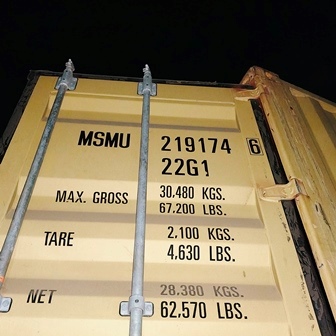 MSMU 219174 6
22G1
MAX. GROSS 30.480 KGS.
67.200 LBS.
TARE 2.100 KGS.
4.630 LBS.
NET 28.380 KGS.
62.570 LBS.